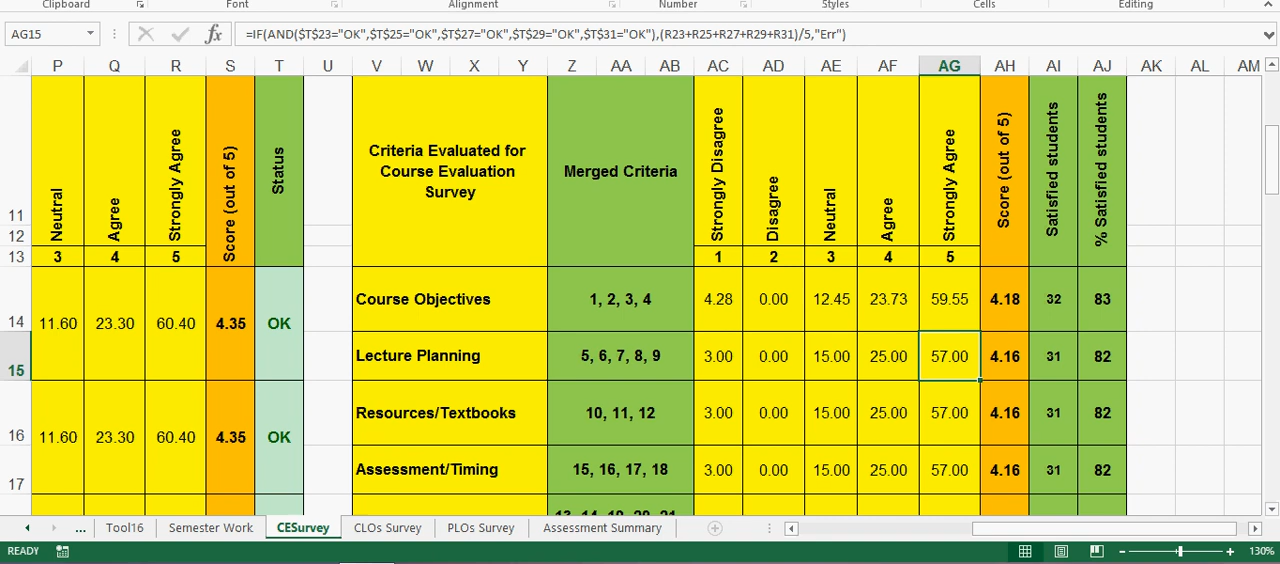 Clipboard Font Alignment Number Styles Cells Editing
AG15 fx =IF(AND($T$23="OK",$T$25="OK",$T$27="OK",$T$29="OK",$T$31="OK"),(R23+R25+R27+R29+R31)/5,"Err")
P Q R S T U V W X Y Z AA AB AC AD AE AF AG AH AI AJ AK AL AM
11 Neutral Agree Strongly Agree Score (out of 5) Status Criteria Evaluated for Course Evaluation Survey Merged Criteria Strongly Disagree Disagree Neutral Agree Strongly Agree Score (out of 5) Satisfied students % Satisfied students
12
13 3 4 5 1 2 3 4 5
14 11.60 23.30 60.40 4.35 OK Course Objectives 1, 2, 3, 4 4.28 0.00 12.45 23.73 59.55 4.18 32 83
15 Lecture Planning 5, 6, 7, 8, 9 3.00 0.00 15.00 25.00 57.00 4.16 31 82
16 11.60 23.30 60.40 4.35 OK Resources/Textbooks 10, 11, 12 3.00 0.00 15.00 25.00 57.00 4.16 31 82
17 Assessment/Timing 15, 16, 17, 18 3.00 0.00 15.00 25.00 57.00 4.16 31 82
... Tool16 Semester Work CESurvey CLOs Survey PLOs Survey Assessment Summary
READY 130%